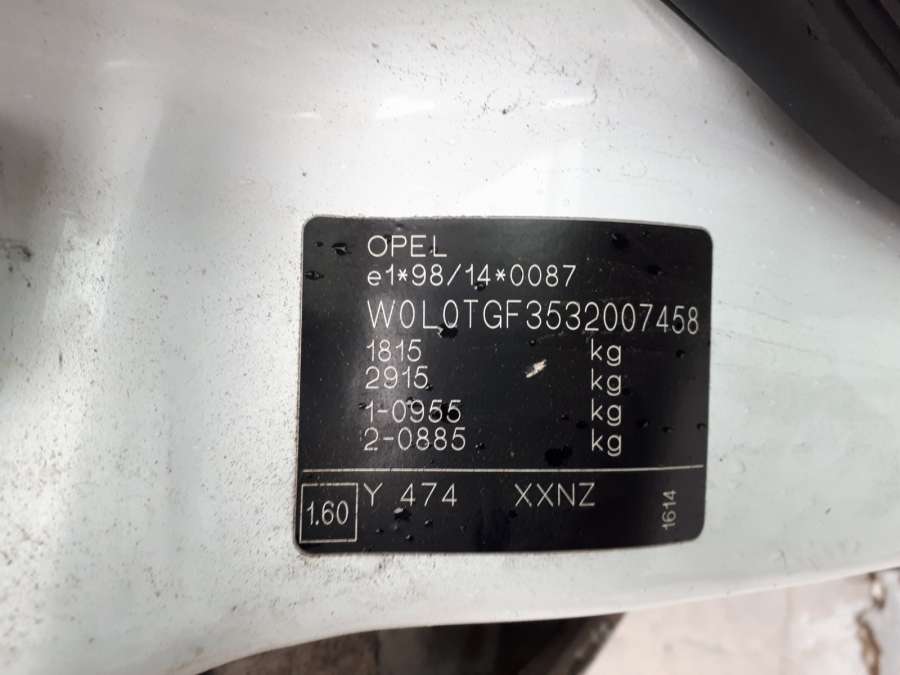 OPEL
e1*98/14*0087
W0L0TGF3532007458
1815 kg
2915 kg
1-0955 kg
2-0885 kg
1.60 Y 474 XXNZ 1614